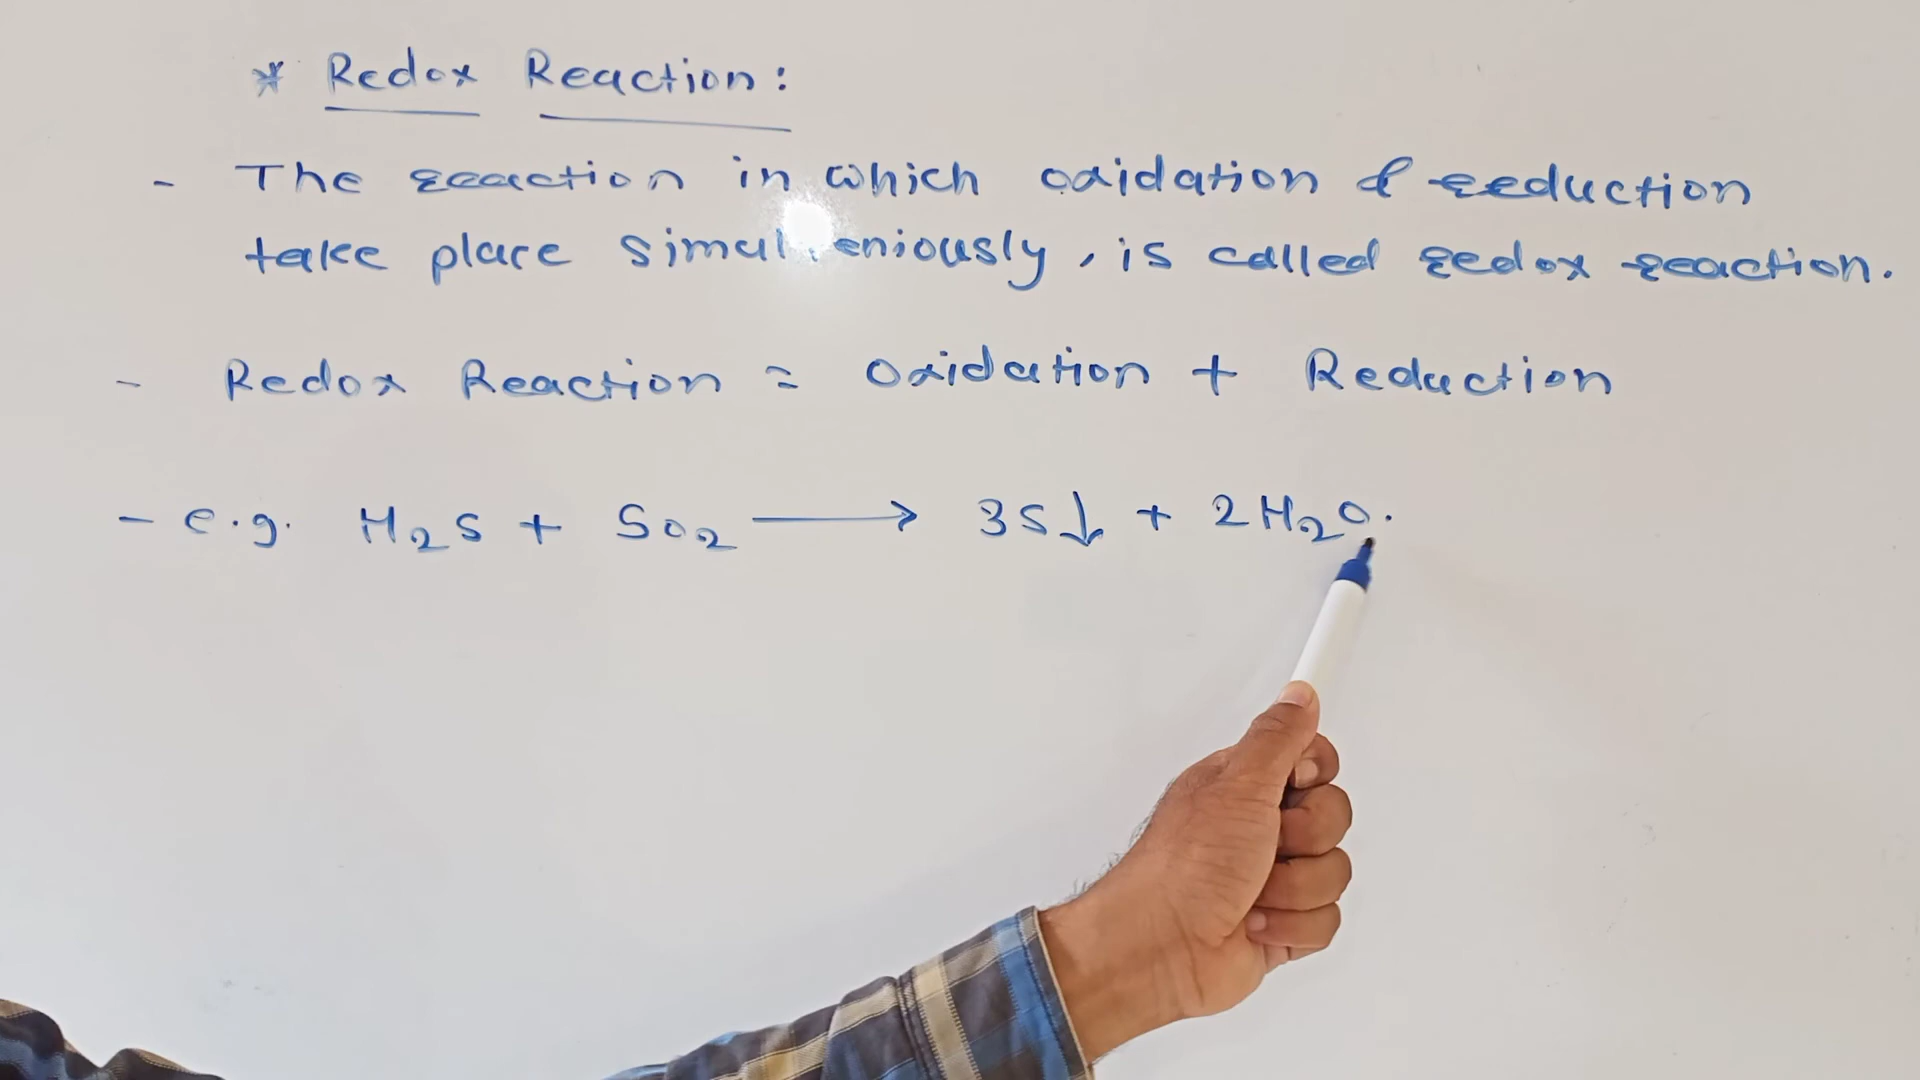 * Redox Reaction:
- The reaction in which oxidation & reduction
take place simulteniously, is called redox reaction.
- Redox Reaction = Oxidation + Reduction
- e.g. H₂S + SO₂ ⟶ 3S↓ + 2H₂O.